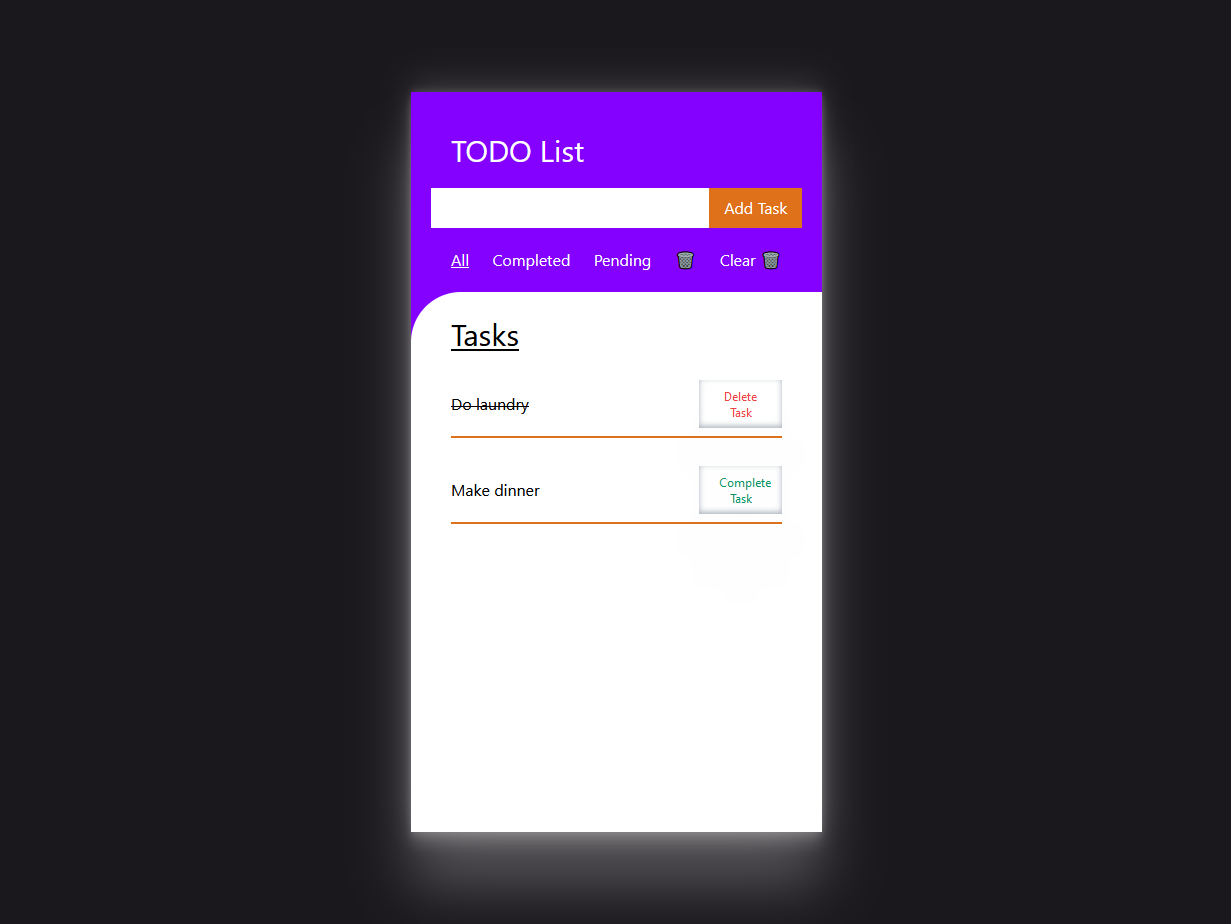 TODO List
Add Task
All Completed Pending 🗑 Clear 🗑
Tasks
Do laundry
Delete
Task
Make dinner
Complete
Task